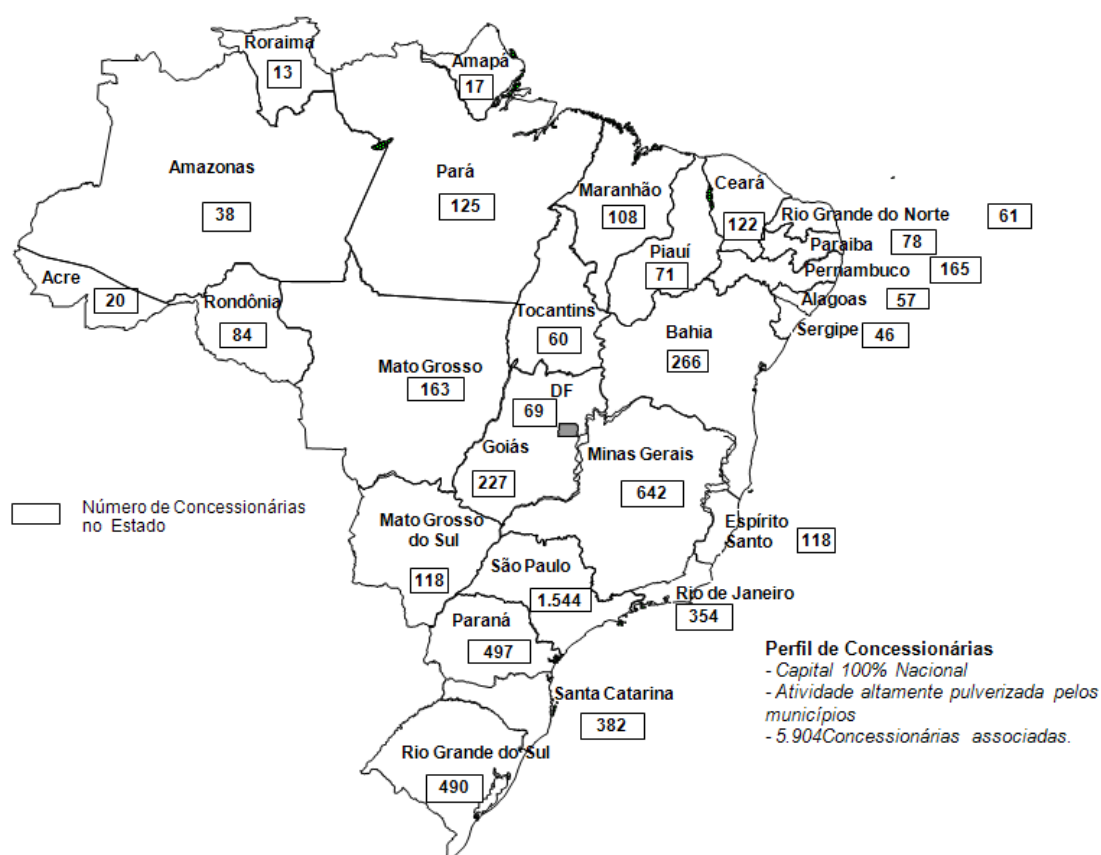 Roraima
13
Amapá
17
Amazonas
38
Pará
125
Maranhão
108
Ceará
122
Rio Grande do Norte
61
Paraiba
78
Piauí
71
Pernambuco
165
Acre
20
Rondônia
84
Tocantins
60
Alagoas
57
Sergipe
46
Bahia
266
Mato Grosso
163
DF
69
Goiás
227
Minas Gerais
642
Número de Concessionárias
no Estado
Mato Grosso
do Sul
118
Espírito
Santo
118
São Paulo
1.544
Rio de Janeiro
354
Paraná
497
Santa Catarina
382
Rio Grande do Sul
490
Perfil de Concessionárias
- Capital 100% Nacional
- Atividade altamente pulverizada pelos
municípios
- 5.904Concessionárias associadas.